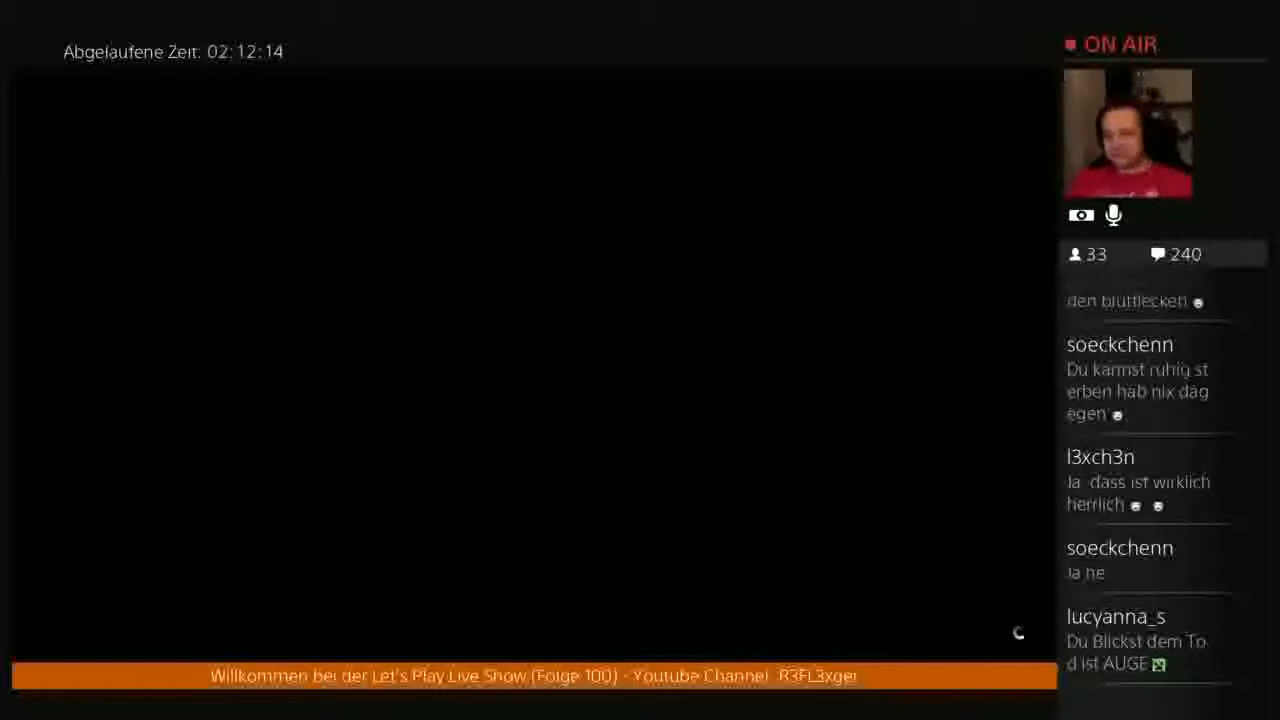 Abgelaufene Zeit: 02:12:14
ON AIR
33 240
den blutflecken
soeckchenn
Du kannst ruhig st
erben hab nix dag
egen
l3xch3n
Ja dass ist wirklich
herrlich
soeckchenn
Ja ne
lucyanna_s
Du Blickst dem To
d ist AUGE
Willkommen bei der Let's Play Live Show (Folge 100) - Youtube Channel: R3FL3xger